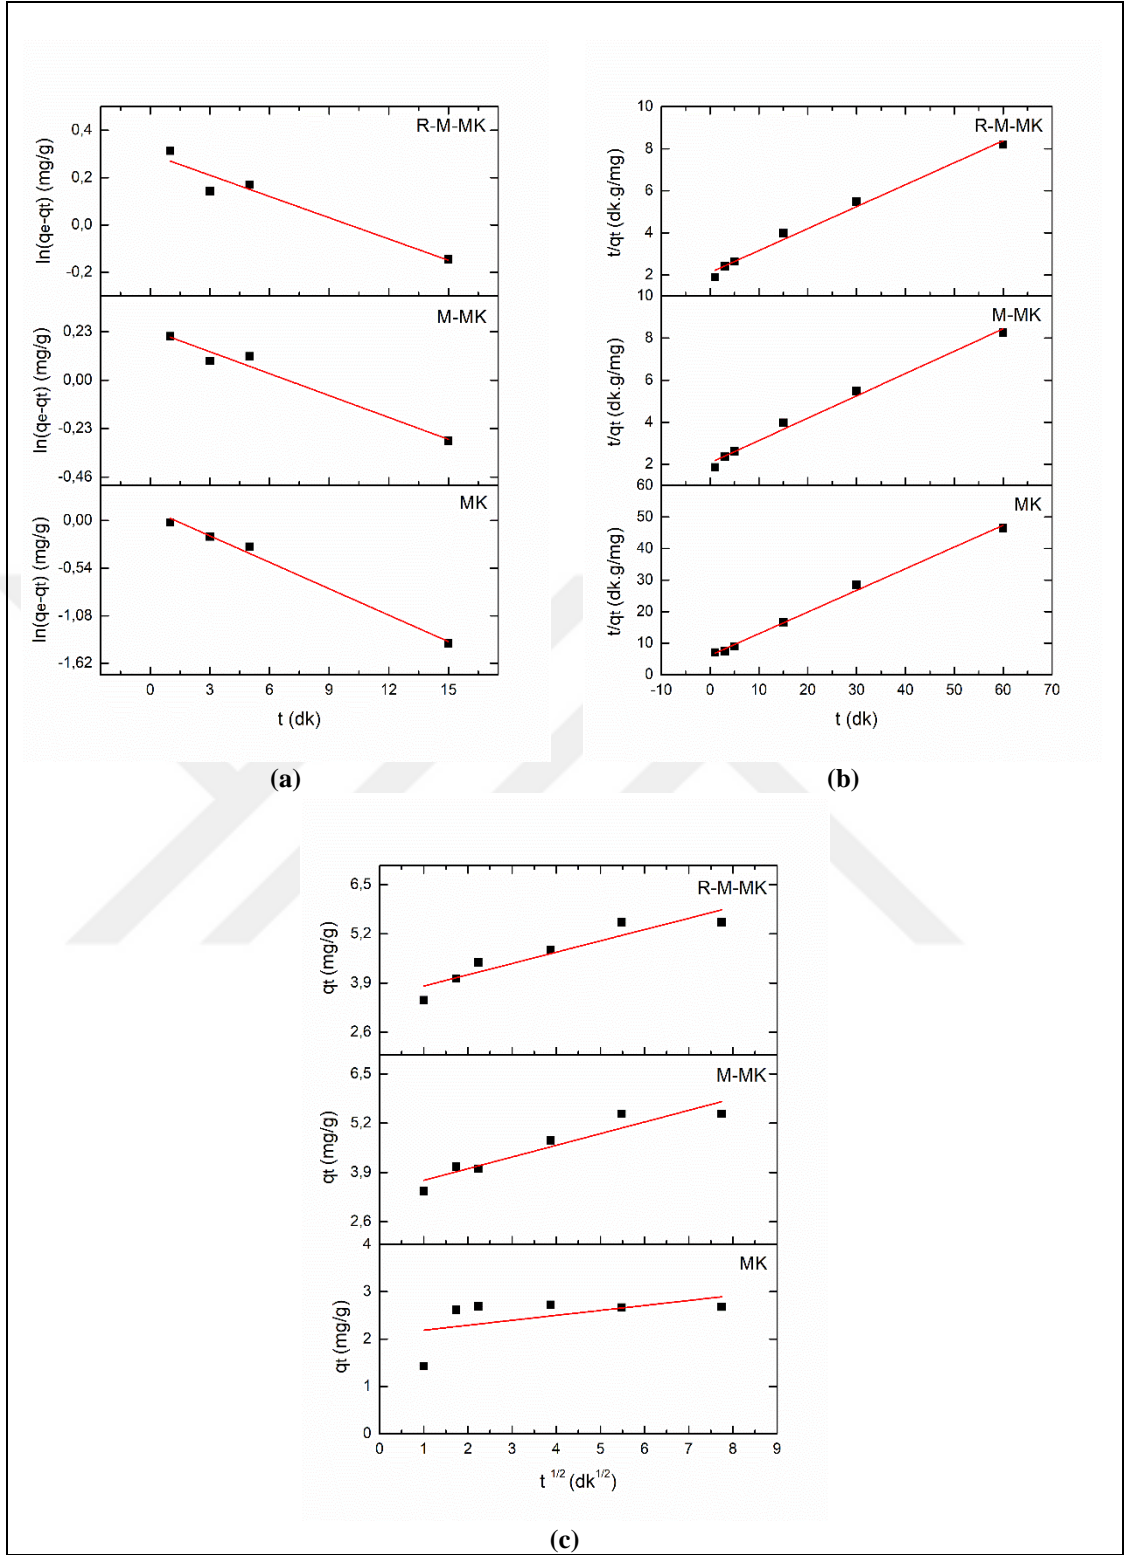 R-M-MK
0,4
0,2
0,0
-0,2
ln(qe-qt) (mg/g)
M-MK
0,23
0,00
-0,23
-0,46
ln(qe-qt) (mg/g)
MK
0,00
-0,54
-1,08
-1,62
ln(qe-qt) (mg/g)
0 3 6 9 12 15
t (dk)
(a)
R-M-MK
10
8
6
4
2
t/qt (dk.g/mg)
M-MK
10
8
6
4
2
t/qt (dk.g/mg)
MK
60
50
40
30
20
10
0
t/qt (dk.g/mg)
-10 0 10 20 30 40 50 60 70
t (dk)
(b)
R-M-MK
6,5
5,2
3,9
2,6
qt (mg/g)
M-MK
6,5
5,2
3,9
2,6
qt (mg/g)
MK
4
3
2
1
0
qt (mg/g)
0 1 2 3 4 5 6 7 8 9
t 1/2 (dk1/2)
(c)